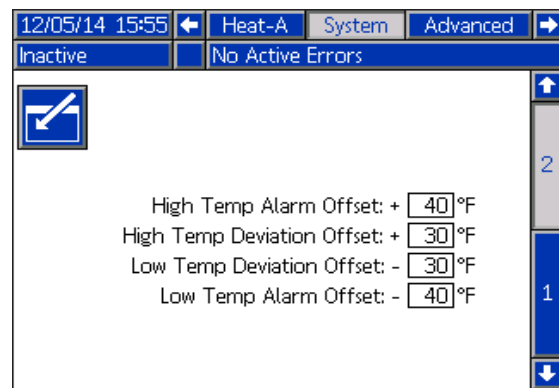 12/05/14 15:55 Heat-A System Advanced
Inactive No Active Errors
2
High Temp Alarm Offset: + 40 °F
High Temp Deviation Offset: + 30 °F
Low Temp Deviation Offset: - 30 °F
Low Temp Alarm Offset: - 40 °F
1